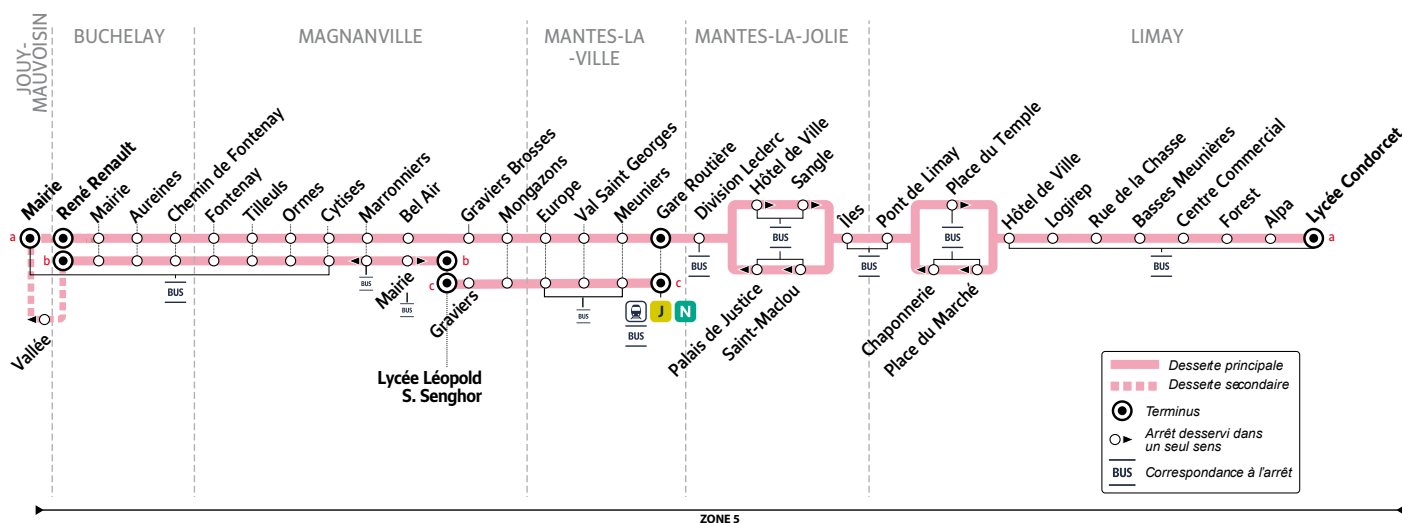 JOUY-
MAUVOISIN
BUCHELAY
MAGNANVILLE
MANTES-LA
-VILLE
MANTES-LA-JOLIE
LIMAY
Mairie
René Renault
Mairie
Aureines
Chemin de Fontenay
Fontenay
Tilleuls
Ormes
Cytises
Marronniers
Bel Air
Graviers Brosses
Mongazons
Europe
Val Saint Georges
Meuniers
Gare Routière
Division Leclerc
Hôtel de Ville
Sangle
Îles
Pont de Limay
Place du Temple
Hôtel de Ville
Logirep
Rue de la Chasse
Basses Meunières
Centre Commercial
Forest
Alpa
Lycée Condorcet
a
a
b
b
c
c
BUS
BUS
BUS
BUS
BUS
BUS
BUS
BUS
BUS
BUS
J
N
Vallée
Mairie
Graviers
Lycée Léopold
S. Senghor
Palais de Justice
Saint-Maclou
Chaponnerie
Place du Marché
Desserte principale
Desserte secondaire
Terminus
Arrêt desservi dans
un seul sens
BUS
Correspondance à l'arrêt
ZONE 5